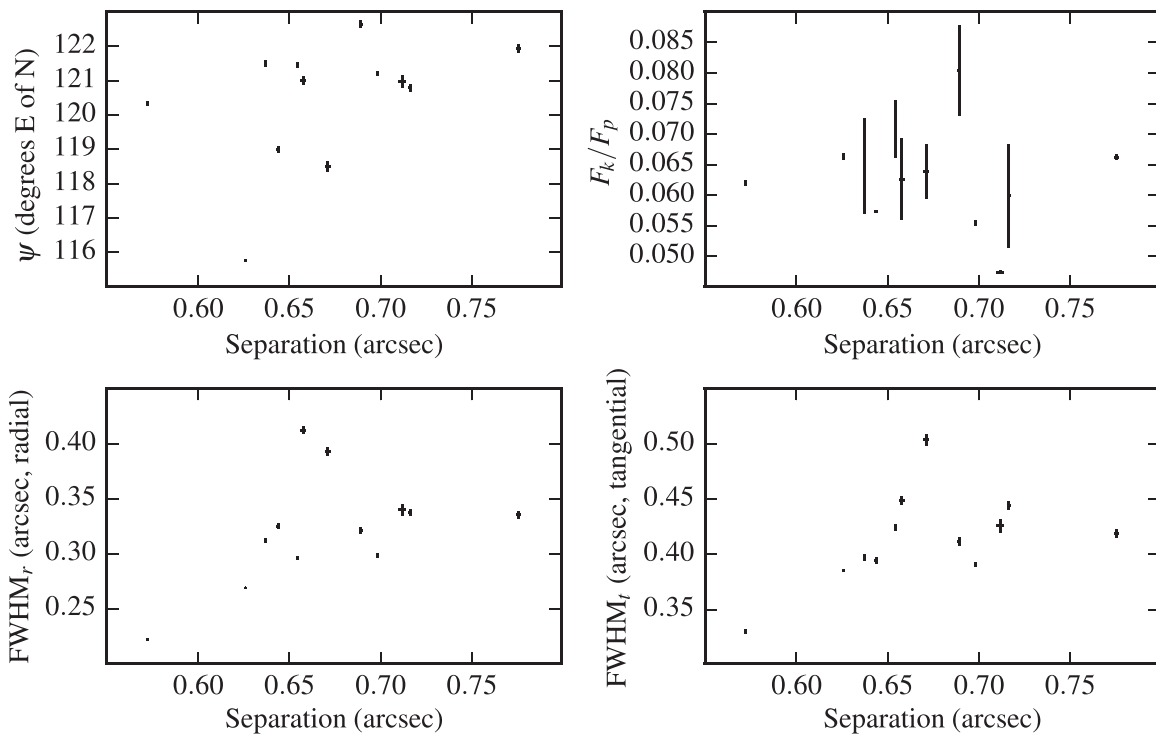 ψ (degrees E of N)
122
121
120
119
118
117
116
0.60 0.65 0.70 0.75
Separation (arcsec)
F_k/F_p
0.085
0.080
0.075
0.070
0.065
0.060
0.055
0.050
0.60 0.65 0.70 0.75
Separation (arcsec)
FWHM_r (arcsec, radial)
0.40
0.35
0.30
0.25
0.60 0.65 0.70 0.75
Separation (arcsec)
FWHM_t (arcsec, tangential)
0.50
0.45
0.40
0.35
0.60 0.65 0.70 0.75
Separation (arcsec)